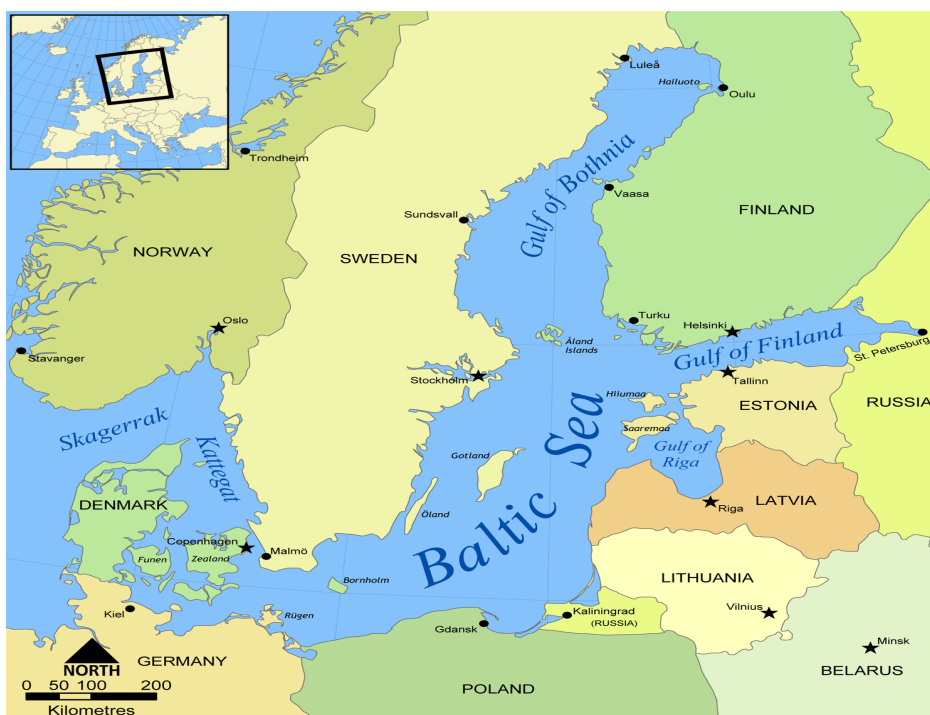 Luleå
Hailuoto
Oulu
Trondheim
Gulf of Bothnia
Vaasa
Sundsvall
FINLAND
NORWAY
SWEDEN
Oslo
Turku
Helsinki
Åland
Islands
Gulf of Finland
St. Petersburg
Stavanger
Stockholm
Tallinn
Hiiumaa
ESTONIA
RUSSIA
Skagerrak
Kattegat
Saaremaa
Gulf of
Riga
Gotland
Baltic Sea
DENMARK
Öland
Riga
LATVIA
Copenhagen
Malmö
Funen
Zealand
Bornholm
LITHUANIA
Vilnius
Kiel
Rügen
Gdansk
Kaliningrad
(RUSSIA)
Minsk
NORTH
GERMANY
BELARUS
POLAND
0 50 100 200
Kilometres